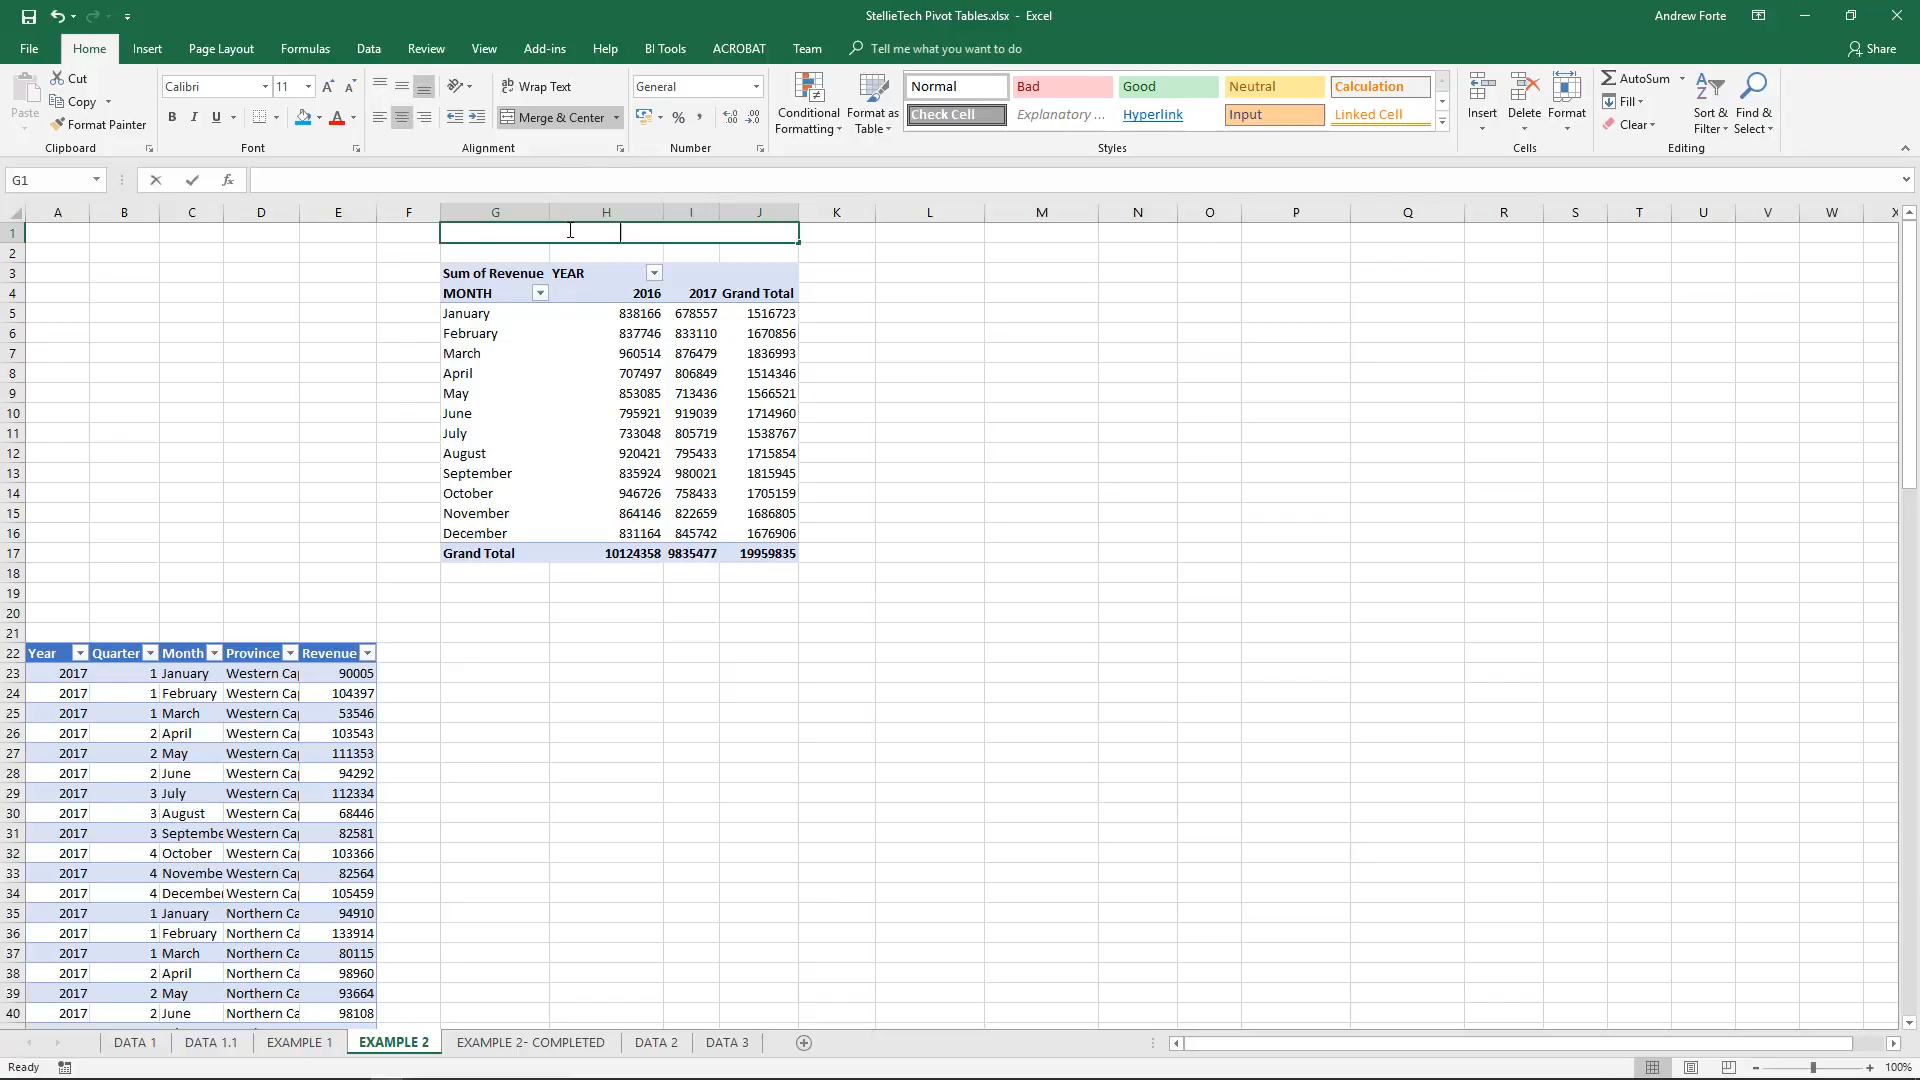 StellieTech Pivot Tables.xlsx - Excel
Andrew Forte
File Home Insert Page Layout Formulas Data Review View Add-ins Help BI Tools ACROBAT Team Tell me what you want to do Share
Paste
Cut
Copy
Format Painter
Clipboard
Calibri 11
B I U
Font
Wrap Text
Merge & Center
Alignment
General
Number
Conditional Formatting
Format as Table
Normal Bad Good Neutral Calculation
Check Cell Explanatory ... Hyperlink Input Linked Cell
Styles
Insert Delete Format
Cells
AutoSum
Fill
Clear
Sort & Filter
Find & Select
Editing
G1
fx
A B C D E F G H I J K L M N O P Q R S T U V W X
1
2
3 Sum of Revenue YEAR
4 MONTH 2016 2017 Grand Total
5 January 838166 678557 1516723
6 February 837746 833110 1670856
7 March 960514 876479 1836993
8 April 707497 806849 1514346
9 May 853085 713436 1566521
10 June 795921 919039 1714960
11 July 733048 805719 1538767
12 August 920421 795433 1715854
13 September 835924 980021 1815945
14 October 946726 758433 1705159
15 November 864146 822659 1686805
16 December 831164 845742 1676906
17 Grand Total 10124358 9835477 19959835
18
19
20
21
22 Year Quarter Month Province Revenue
23 2017 1 January Western Ca 90005
24 2017 1 February Western Ca 104397
25 2017 1 March Western Ca 53546
26 2017 2 April Western Ca 103543
27 2017 2 May Western Ca 111353
28 2017 2 June Western Ca 94292
29 2017 3 July Western Ca 112334
30 2017 3 August Western Ca 68446
31 2017 3 Septembe Western Ca 82581
32 2017 4 October Western Ca 103366
33 2017 4 Novembe Western Ca 82564
34 2017 4 December Western Ca 105459
35 2017 1 January Northern Ca 94910
36 2017 1 February Northern Ca 133914
37 2017 1 March Northern Ca 80115
38 2017 2 April Northern Ca 98960
39 2017 2 May Northern Ca 93664
40 2017 2 June Northern Ca 98108
DATA 1 DATA 1.1 EXAMPLE 1 EXAMPLE 2 EXAMPLE 2- COMPLETED DATA 2 DATA 3
Ready
100%